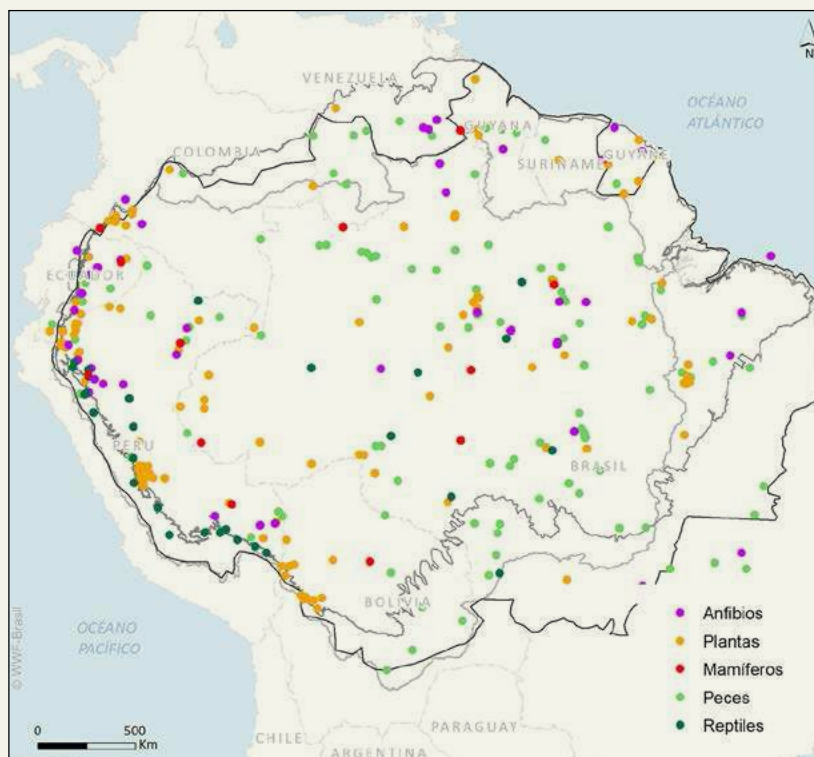 N
VENEZUELA
OCÉANO
ATLÁNTICO
GUYANA
COLOMBIA
SURINAME
GUYANE
ECUADOR
PERU
BRASIL
BOLIVIA
OCÉANO
PACÍFICO
© WWF-Brasil
Anfibios
Plantas
Mamíferos
Peces
Reptiles
0 500
Km
PARAGUAY
CHILE
ARGENTINA